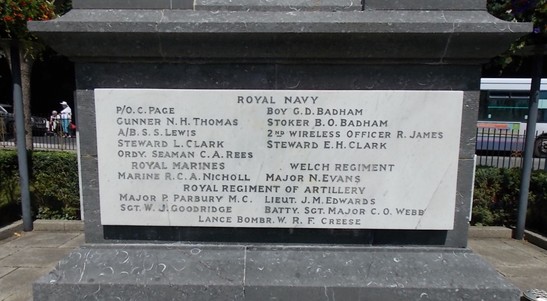 ROYAL NAVY
P/O. C. PAGE BOY G. D. BADHAM
GUNNER N. H. THOMAS STOKER B. O. BADHAM
A/B. S. S. LEWIS 2ND WIRELESS OFFICER R. JAMES
STEWARD L. CLARK STEWARD E. H. CLARK
ORDY. SEAMAN C. A. REES
ROYAL MARINES WELCH REGIMENT
MARINE R. C. A. NICHOLL MAJOR N. EVANS
ROYAL REGIMENT OF ARTILLERY
MAJOR P. PARBURY M.C. LIEUT. J. M. EDWARDS
SGT. W. J. GOODRIDGE BATTY. SGT. MAJOR C. O. WEBB
LANCE BOMBR. W. R. F. CREESE